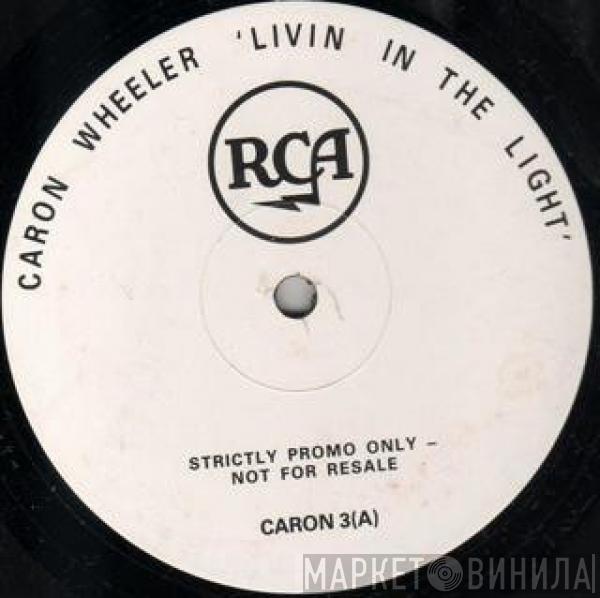 CARON WHEELER 'LIVIN IN THE LIGHT'
RCA
STRICTLY PROMO ONLY –
NOT FOR RESALE
CARON 3(A)
МАРКЕТ ВИНИЛА